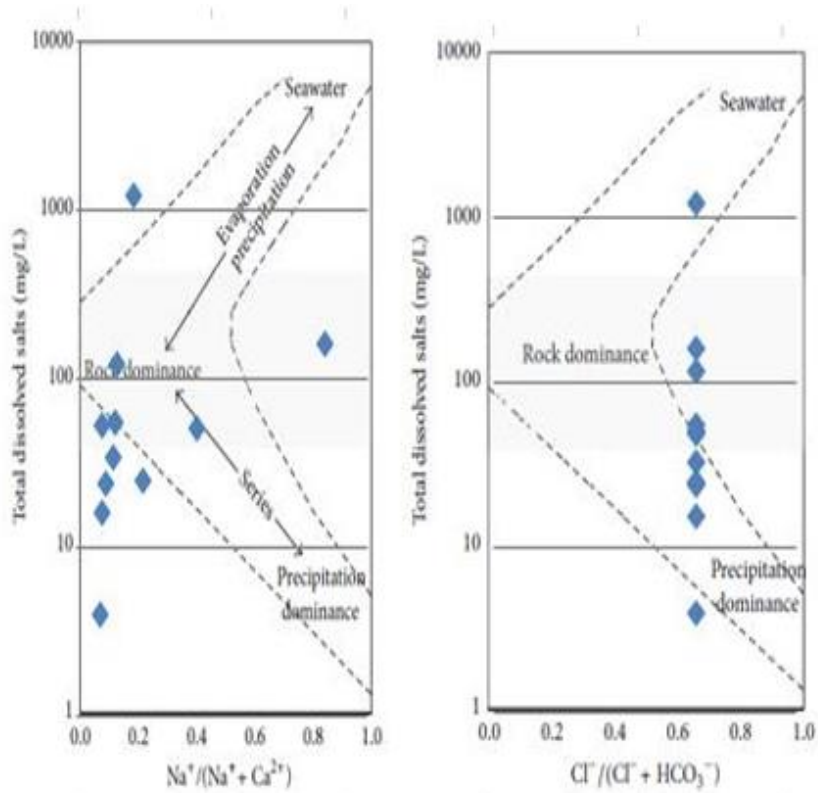 10000
1000
100
10
1
Total dissolved salts (mg/L)
Seawater
Evaporation
precipitation
Rock dominance
Series
Precipitation
dominance
0.0 0.2 0.4 0.6 0.8 1.0
Na⁺/(Na⁺ + Ca²⁺)
10000
1000
100
10
1
Total dissolved salts (mg/L)
Seawater
Rock dominance
Precipitation
dominance
0.0 0.2 0.4 0.6 0.8 1.0
Cl⁻/(Cl⁻ + HCO₃⁻)